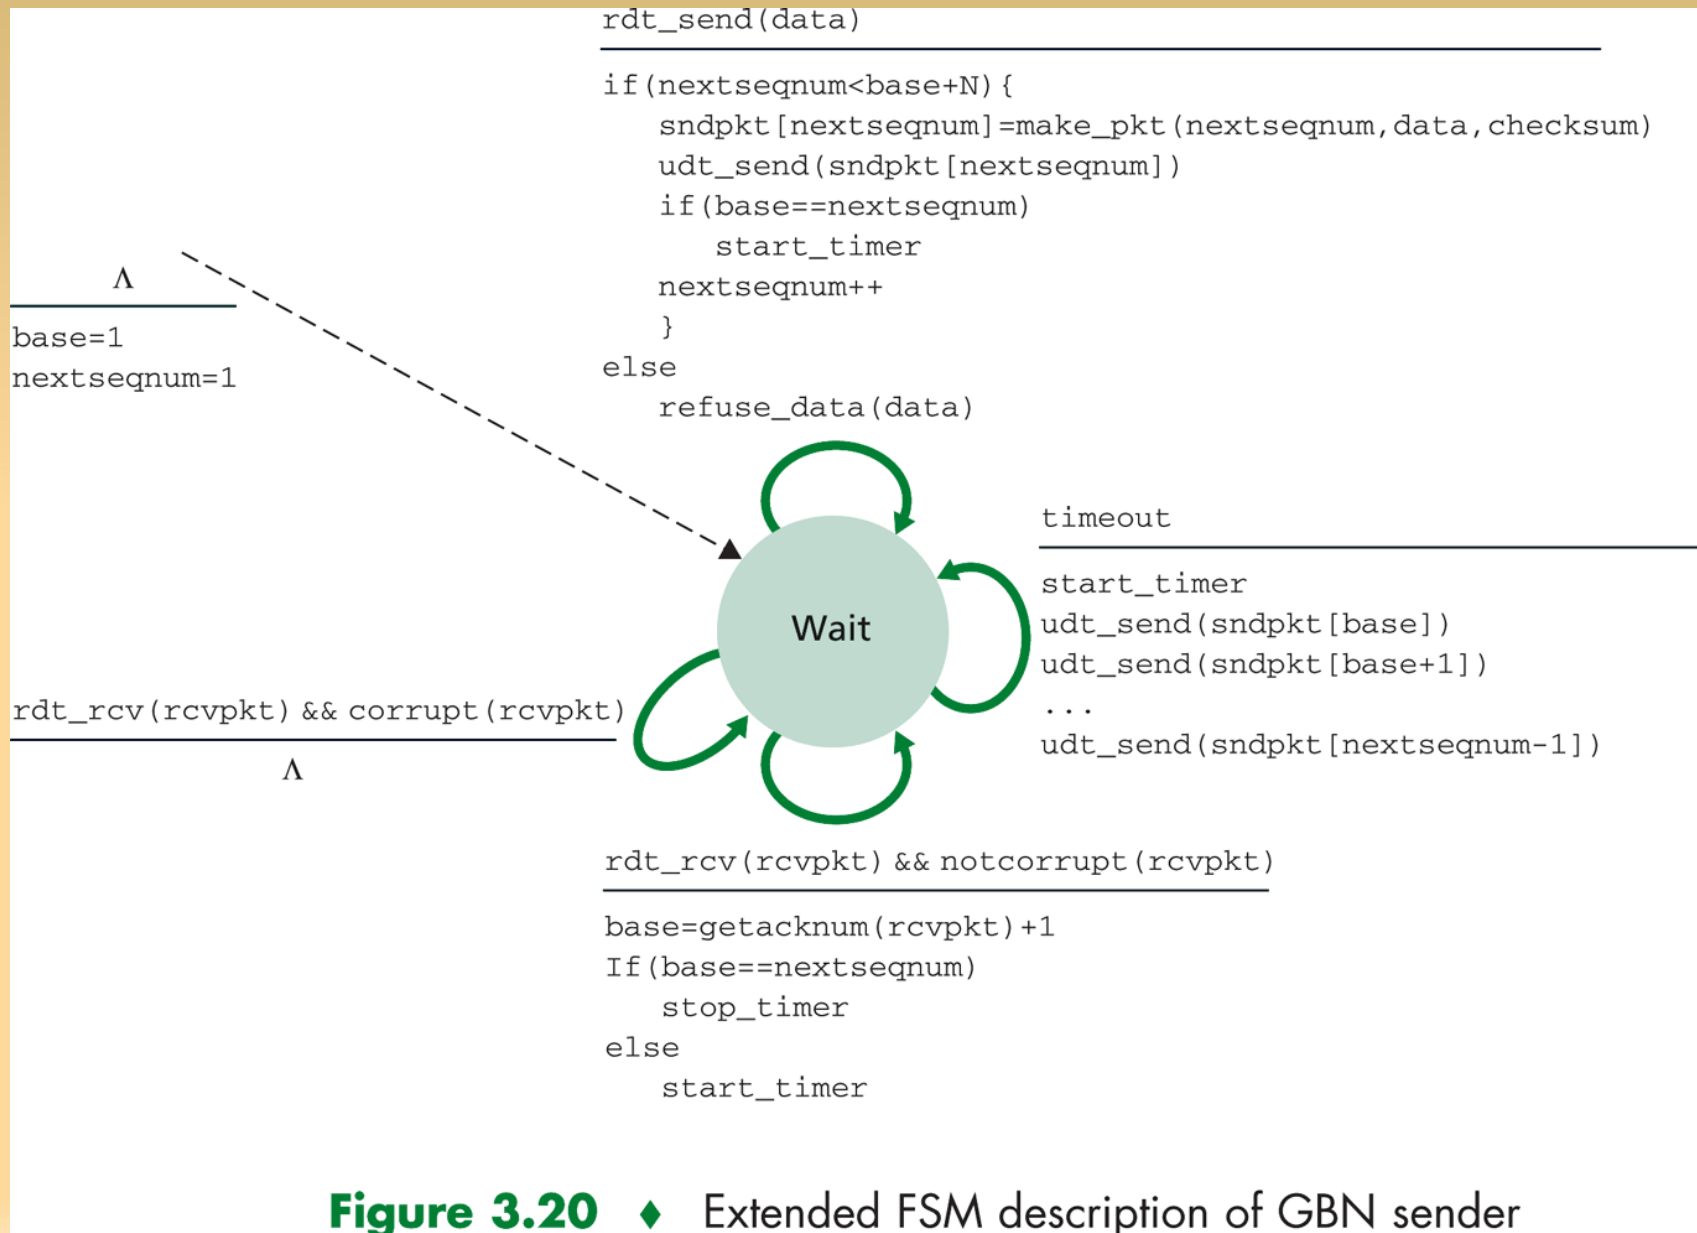 rdt_send(data)
if(nextseqnum<base+N){
sndpkt[nextseqnum]=make_pkt(nextseqnum,data,checksum)
udt_send(sndpkt[nextseqnum])
if(base==nextseqnum)
start_timer
nextseqnum++
}
else
refuse_data(data)
Λ
base=1
nextseqnum=1
Wait
timeout
start_timer
udt_send(sndpkt[base])
udt_send(sndpkt[base+1])
...
udt_send(sndpkt[nextseqnum-1])
rdt_rcv(rcvpkt) && corrupt(rcvpkt)
Λ
rdt_rcv(rcvpkt) && notcorrupt(rcvpkt)
base=getacknum(rcvpkt)+1
If(base==nextseqnum)
stop_timer
else
start_timer
Figure 3.20 ♦ Extended FSM description of GBN sender